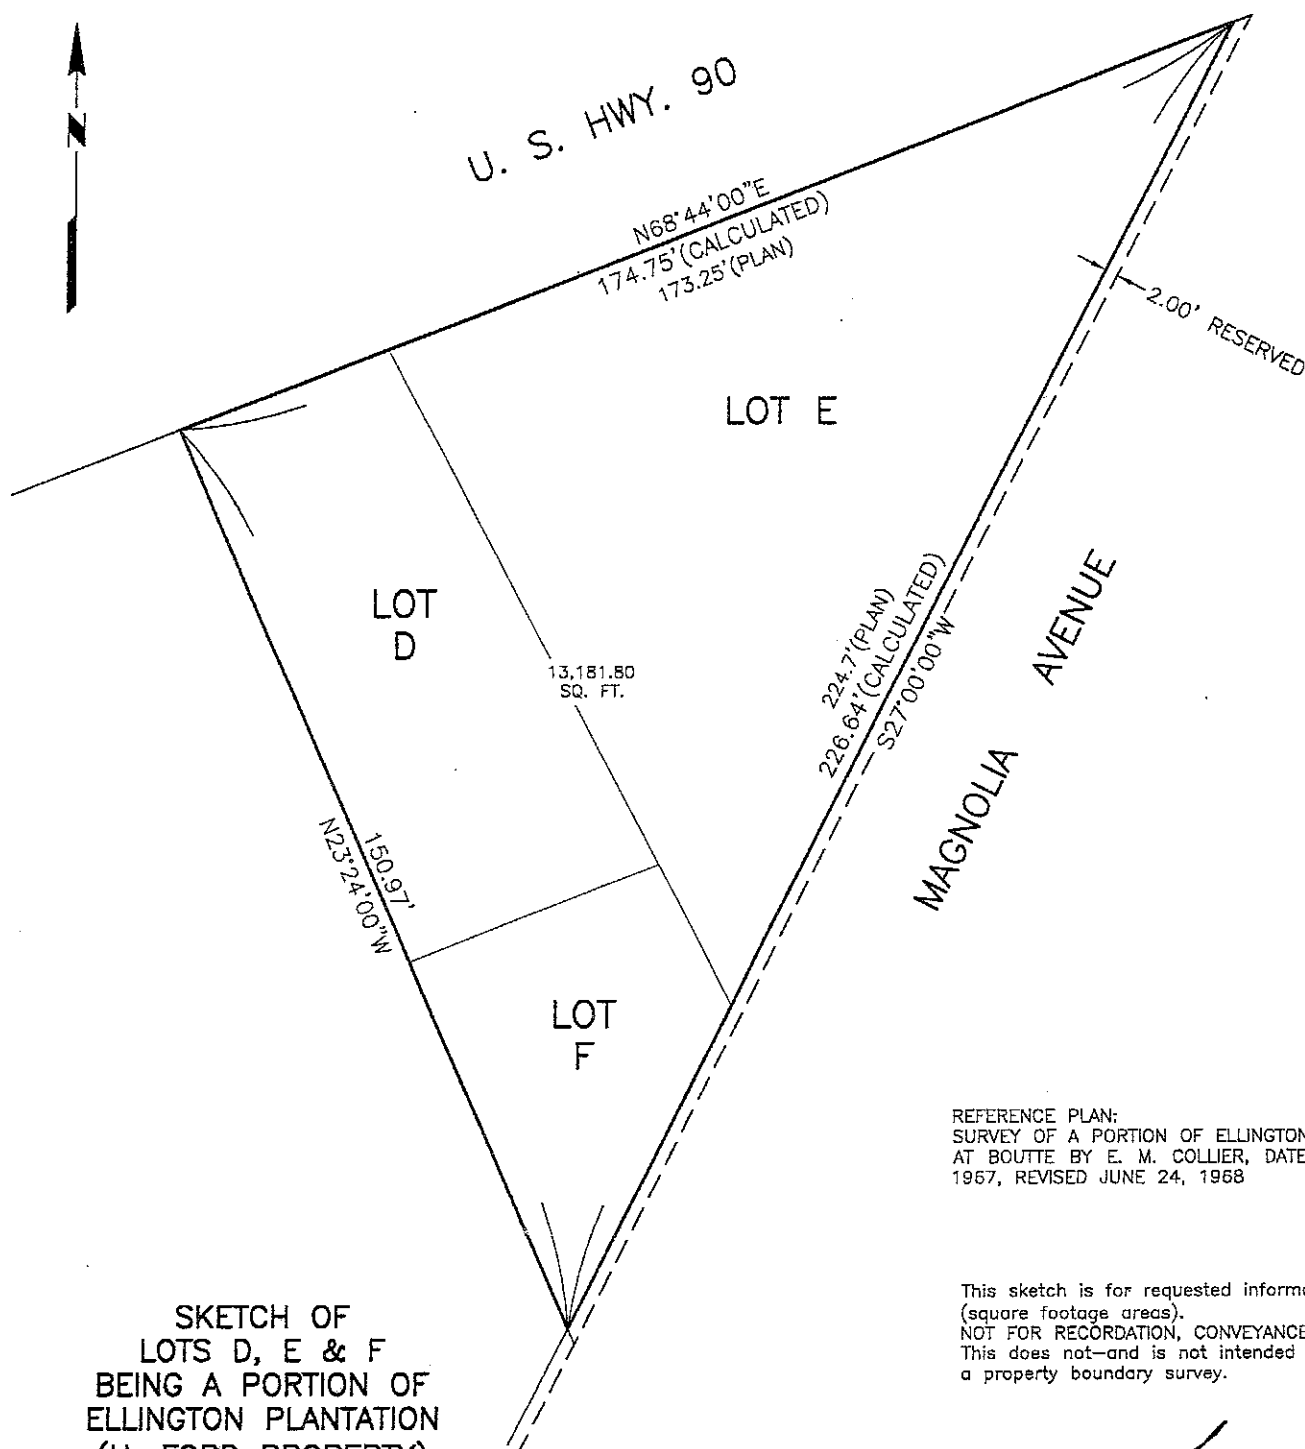 N
U. S. HWY. 90
N68°44'00"E
174.75'(CALCULATED)
173.25'(PLAN)
2.00' RESERVED
LOT E
LOT
D
13,181.80
SQ. FT.
224.7'(PLAN)
226.64'(CALCULATED)
S27°00'00"W
MAGNOLIA AVENUE
150.97'
N23°24'00"W
LOT
F
REFERENCE PLAN:
SURVEY OF A PORTION OF ELLINGTON
AT BOUTTE BY E. M. COLLIER, DATE
1967, REVISED JUNE 24, 1968
This sketch is for requested informa
(square footage areas).
NOT FOR RECORDATION, CONVEYANCE
This does not—and is not intended
a property boundary survey.
SKETCH OF
LOTS D, E & F
BEING A PORTION OF
ELLINGTON PLANTATION
FORD PROPERTY)